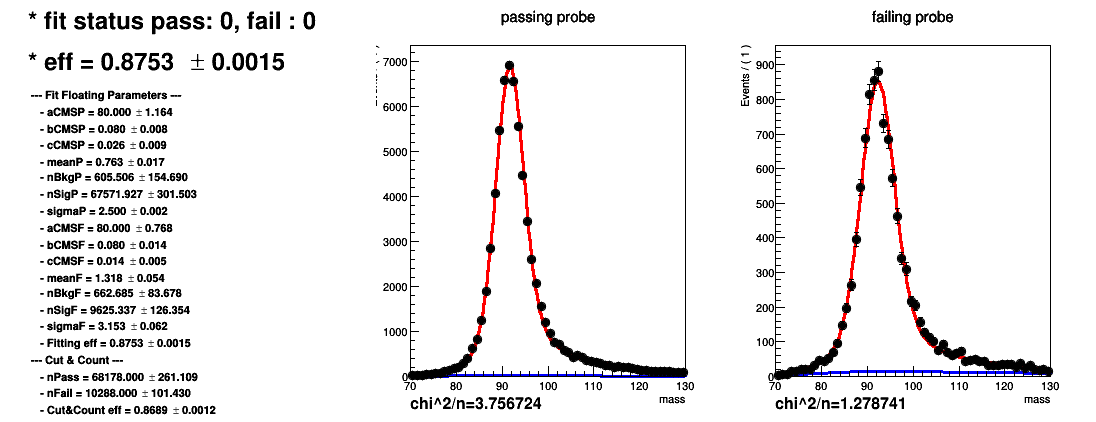 * fit status pass: 0, fail : 0
* eff = 0.8753 ± 0.0015
--- Fit Floating Parameters ---
- aCMSP = 80.000 ± 1.164
- bCMSP = 0.080 ± 0.008
- cCMSP = 0.026 ± 0.009
- meanP = 0.763 ± 0.017
- nBkgP = 605.506 ± 154.690
- nSigP = 67571.927 ± 301.503
- sigmaP = 2.500 ± 0.002
- aCMSF = 80.000 ± 0.768
- bCMSF = 0.080 ± 0.014
- cCMSF = 0.014 ± 0.005
- meanF = 1.318 ± 0.054
- nBkgF = 662.685 ± 83.678
- nSigF = 9625.337 ± 126.354
- sigmaF = 3.153 ± 0.062
- Fitting eff = 0.8753 ± 0.0015
--- Cut & Count ---
- nPass = 68178.000 ± 261.109
- nFail = 10288.000 ± 101.430
- Cut&Count eff = 0.8689 ± 0.0012
passing probe
7000
6000
5000
4000
3000
2000
1000
0
70 80 90 100 110 120 130
mass
chi^2/n=3.756724
failing probe
Events / ( 1 )
900
800
700
600
500
400
300
200
100
0
70 80 90 100 110 120 130
mass
chi^2/n=1.278741